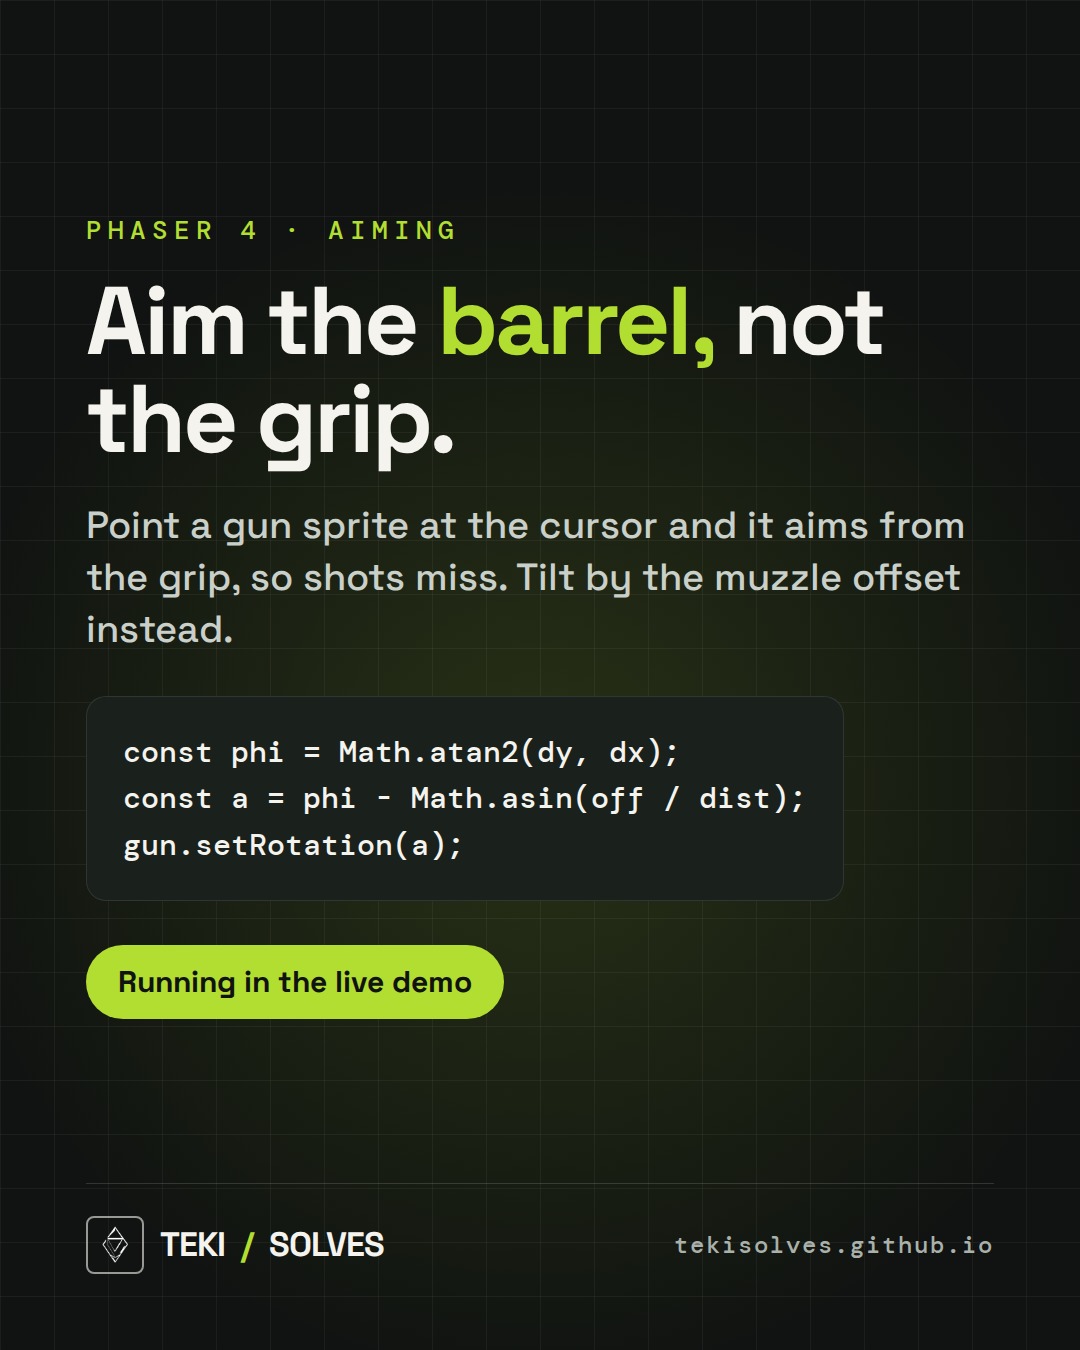 PHASER 4 · AIMING
Aim the barrel, not
the grip.
Point a gun sprite at the cursor and it aims from
the grip, so shots miss. Tilt by the muzzle offset
instead.
const phi = Math.atan2(dy, dx);
const a = phi - Math.asin(off / dist);
gun.setRotation(a);
Running in the live demo
TEKI / SOLVES
tekisolves.github.io